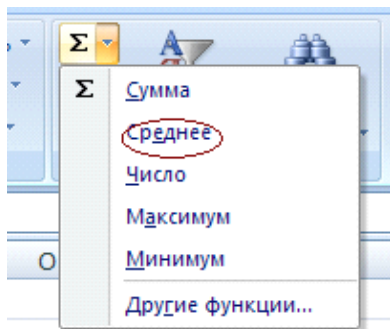 Σ
А
Я
Σ Сумма
Среднее
Число
Максимум
Минимум
О
Другие функции...